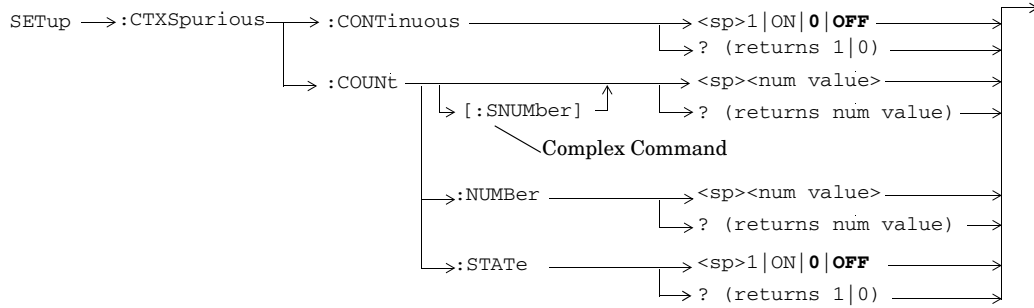 SETup :CTXSpurious :CONTinuous <sp>1|ON|0|OFF
? (returns 1|0)
:COUNt <sp><num value>
[:SNUMber] ? (returns num value)
Complex Command
:NUMBer <sp><num value>
? (returns num value)
:STATe <sp>1|ON|0|OFF
? (returns 1|0)